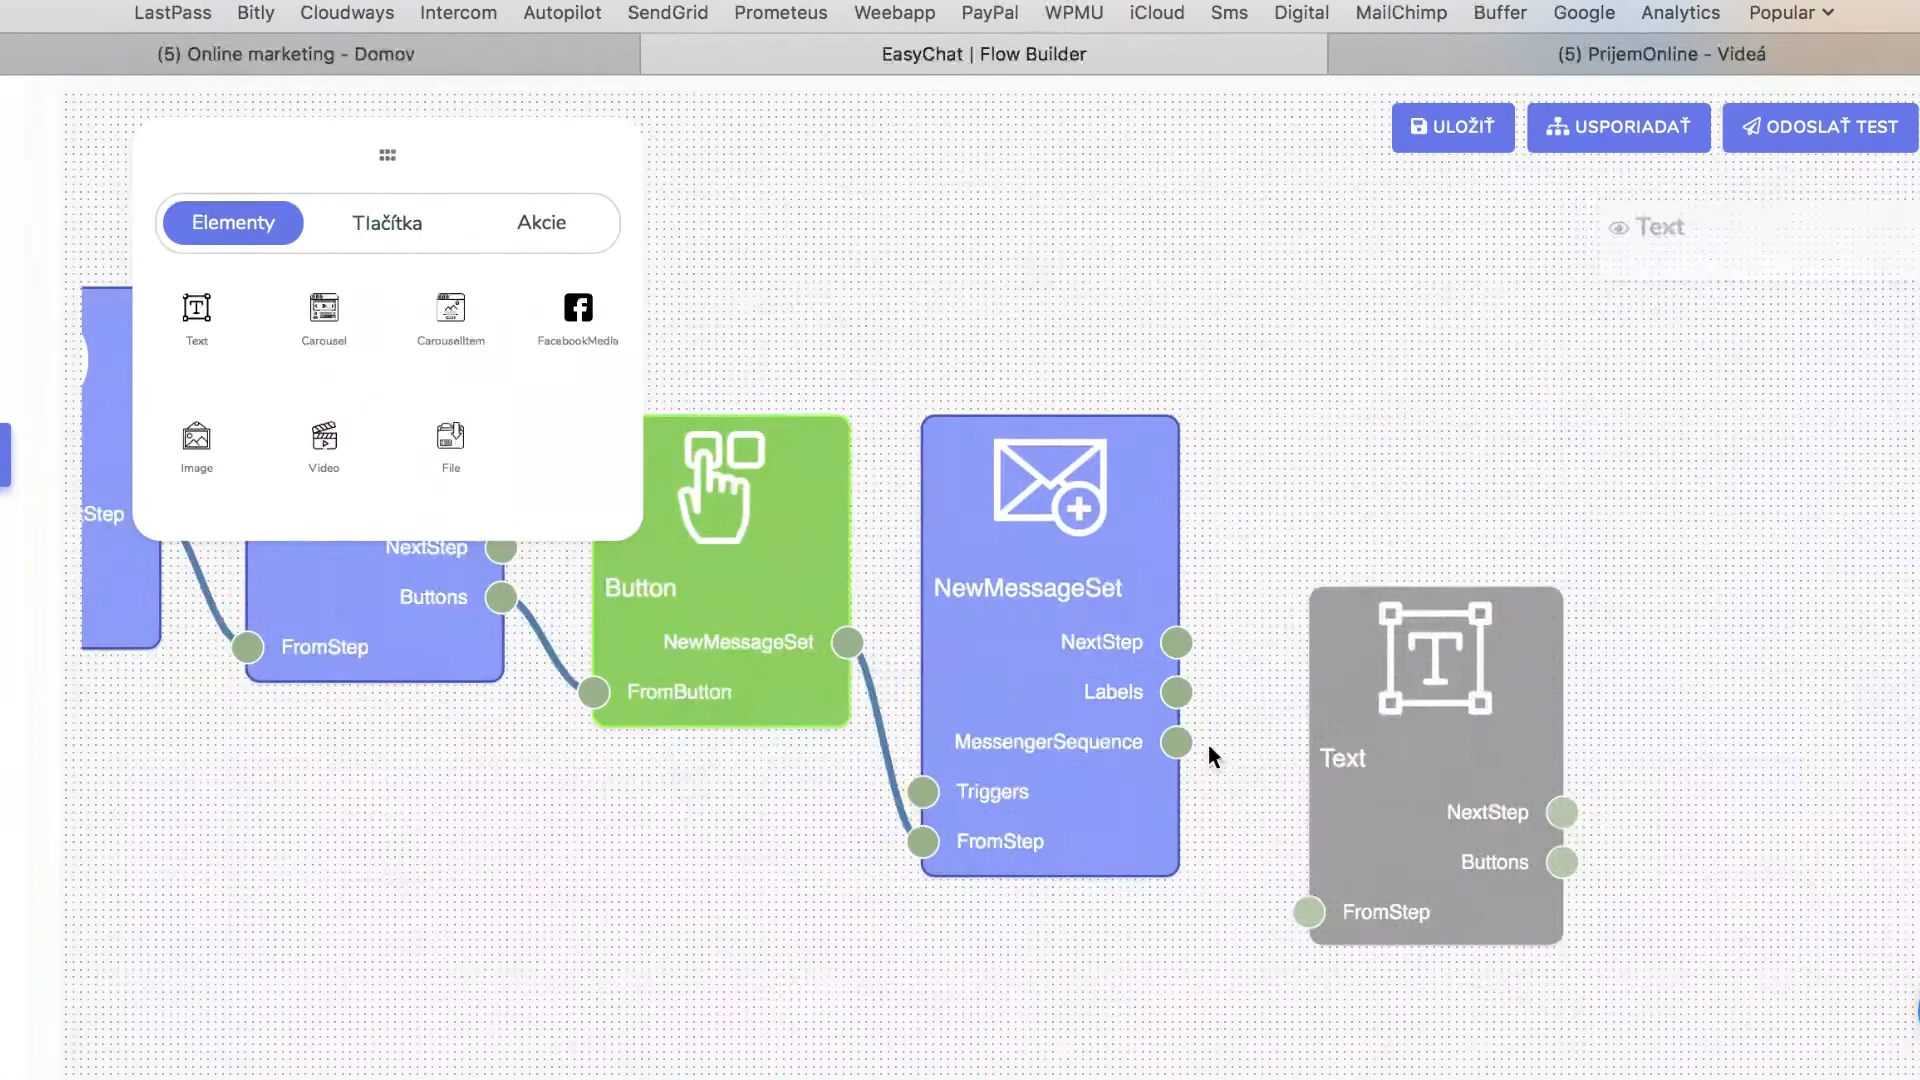 LastPass Bitly Cloudways Intercom Autopilot SendGrid Prometeus Weebapp PayPal WPMU iCloud Sms Digital MailChimp Buffer Google Analytics Popular
(5) Online marketing - Domov
EasyChat | Flow Builder
(5) PrijemOnline - Videá
ULOŽIŤ
USPORIADAŤ
ODOSLAŤ TEST
Text
Elementy
Tlačítka
Akcie
Text
Carousel
CarouselItem
FacebookMedia
Image
Video
File
Step
NextStep
Buttons
FromStep
Button
NewMessageSet
FromButton
NewMessageSet
NextStep
Labels
MessengerSequence
Triggers
FromStep
Text
NextStep
Buttons
FromStep